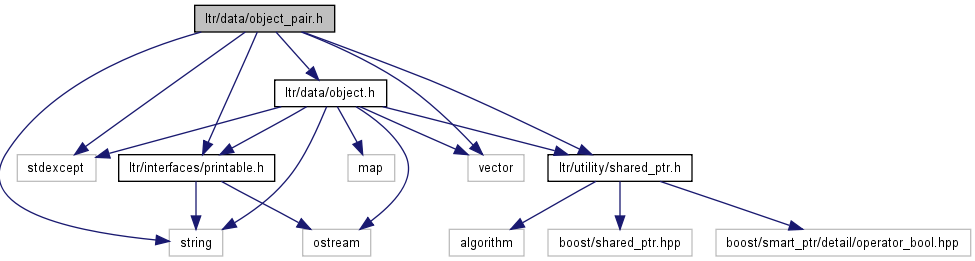 ltr/data/object_pair.h
ltr/data/object.h
stdexcept
ltr/interfaces/printable.h
map
vector
ltr/utility/shared_ptr.h
string
ostream
algorithm
boost/shared_ptr.hpp
boost/smart_ptr/detail/operator_bool.hpp